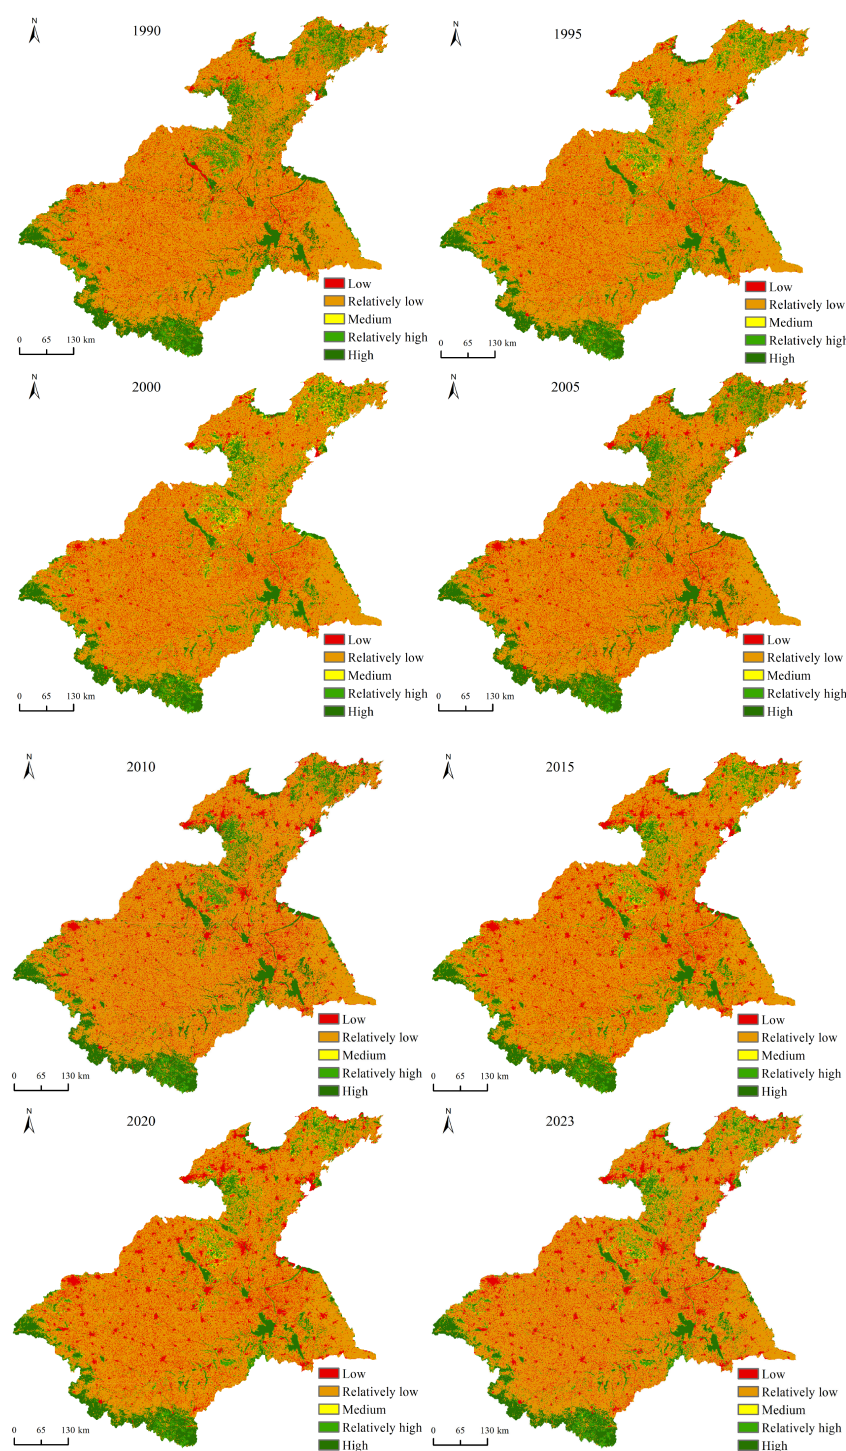 N
1990
Low
Relatively low
Medium
Relatively high
High
0 65 130 km
N
1995
Low
Relatively low
Medium
Relatively high
High
0 65 130 km
N
2000
Low
Relatively low
Medium
Relatively high
High
0 65 130 km
N
2005
Low
Relatively low
Medium
Relatively high
High
0 65 130 km
N
2010
Low
Relatively low
Medium
Relatively high
High
0 65 130 km
N
2015
Low
Relatively low
Medium
Relatively high
High
0 65 130 km
N
2020
Low
Relatively low
Medium
Relatively high
High
0 65 130 km
N
2023
Low
Relatively low
Medium
Relatively high
High
0 65 130 km